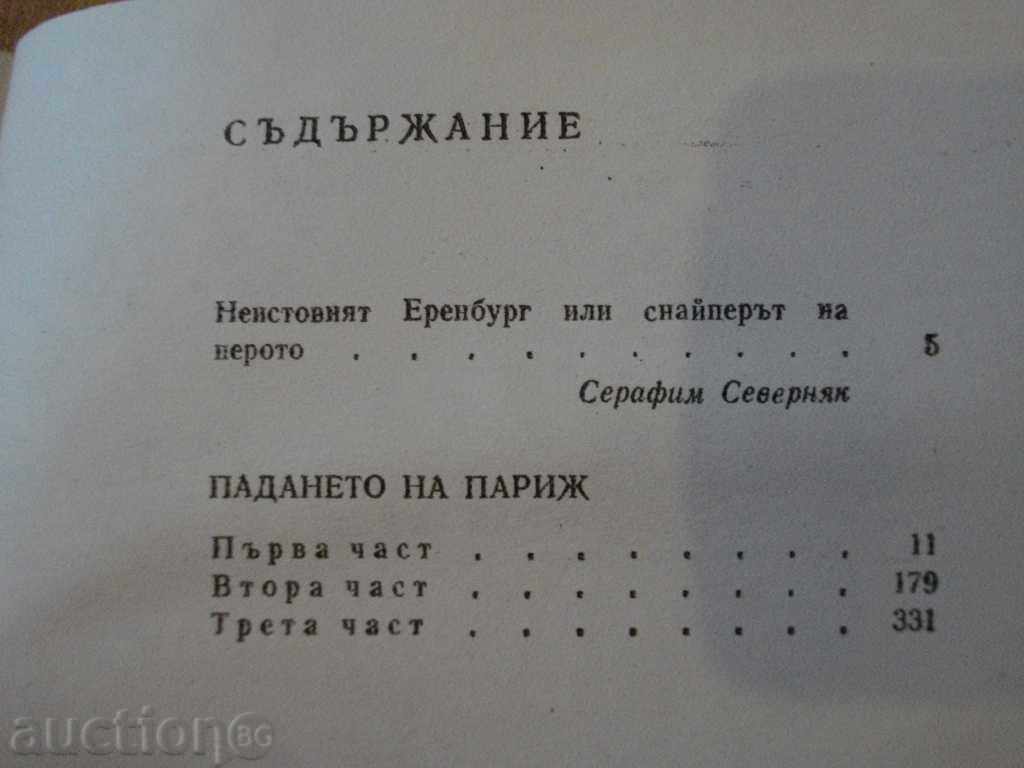 СЪДЪРЖАНИЕ
Неистовият Еренбург или снайперът на
перото . . . . . . . . . . 5
Серафим Северняк
ПАДАНЕТО НА ПАРИЖ
Първа част . . . . . . . . 11
Втора част . . . . . . . . 179
Трета част . . . . . . . . 331
auction BG